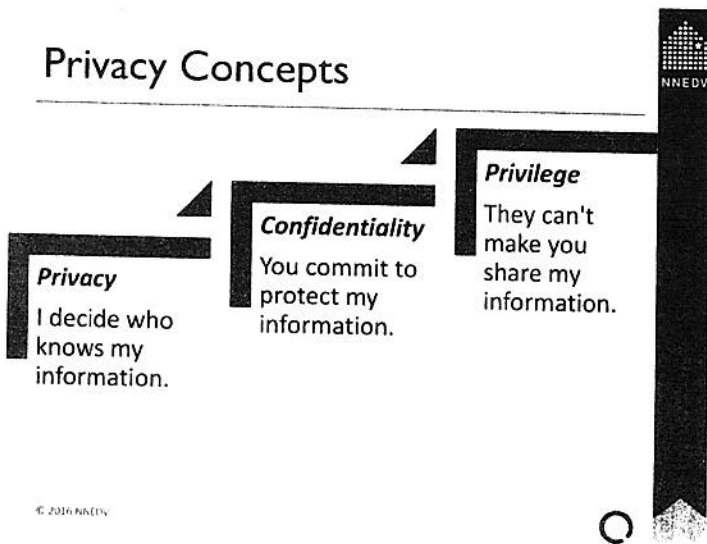 Privacy Concepts
NNEDV
Privilege
They can't
make you
share my
information.
Confidentiality
You commit to
protect my
information.
Privacy
I decide who
knows my
information.
© 2016 NNEDV